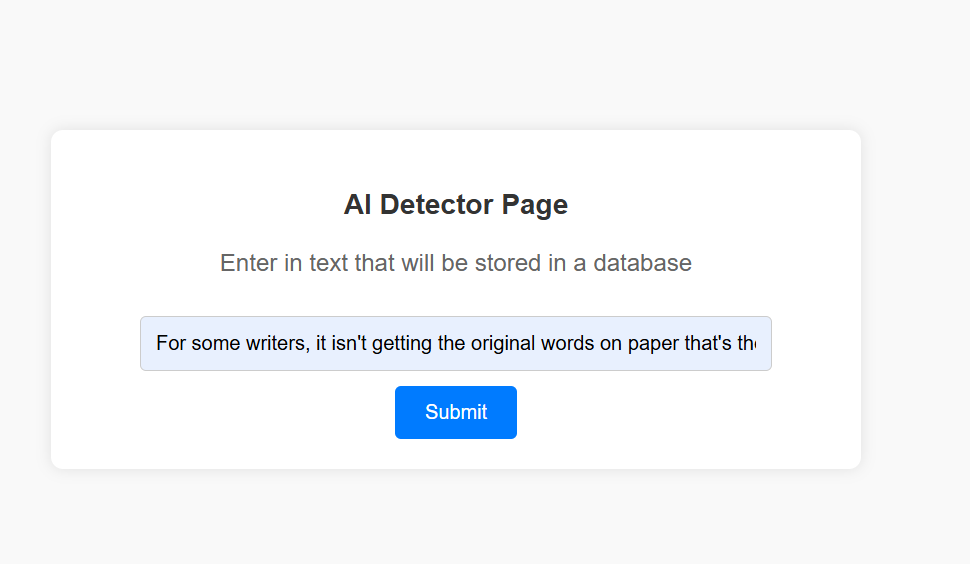 AI Detector Page
Enter in text that will be stored in a database
For some writers, it isn't getting the original words on paper that's
Submit